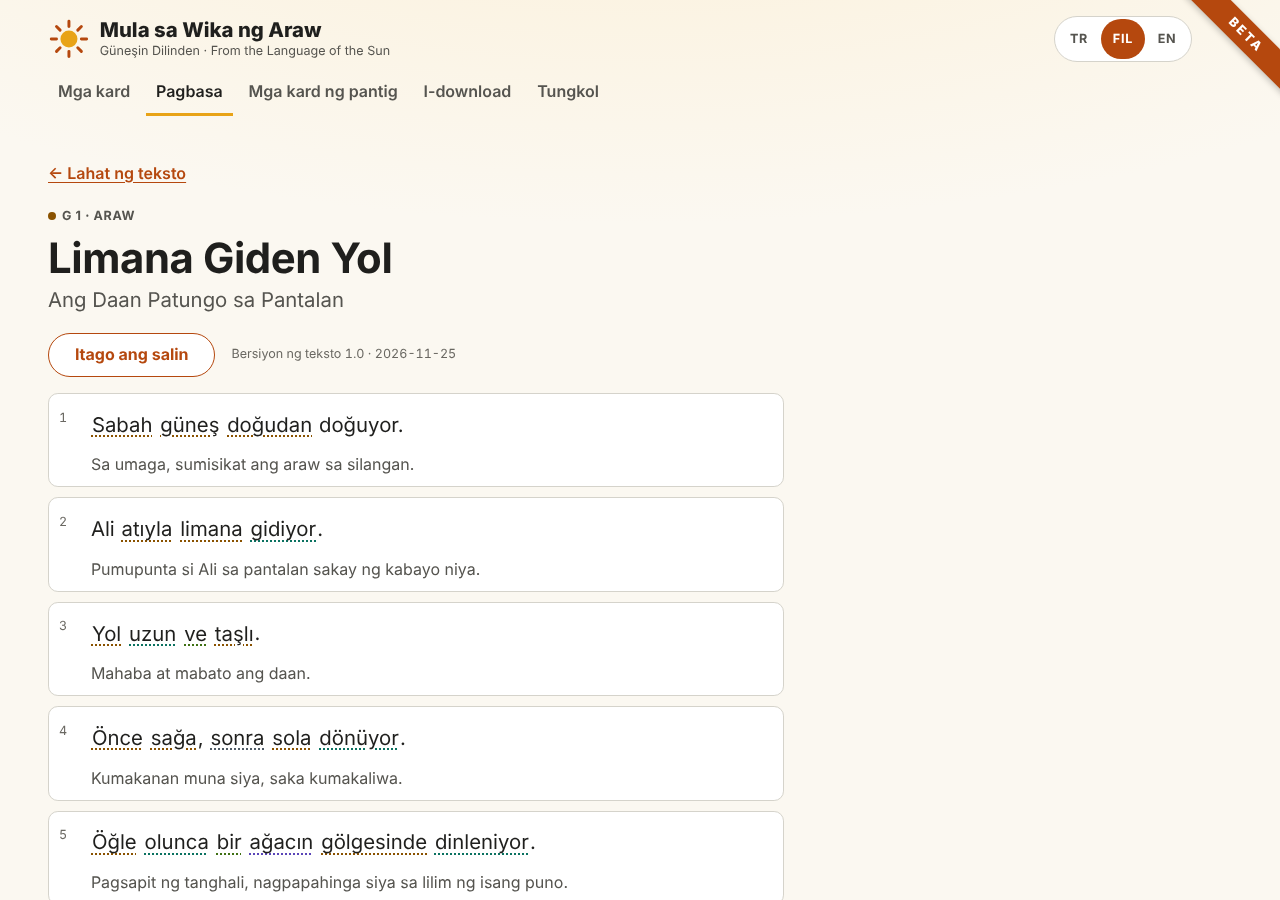 Mula sa Wika ng Araw
Güneşin Dilinden · From the Language of the Sun
TR FIL EN
BETA
Mga kard Pagbasa Mga kard ng pantig I-download Tungkol
← Lahat ng teksto
G 1 · ARAW
Limana Giden Yol
Ang Daan Patungo sa Pantalan
Itago ang salin
Bersiyon ng teksto 1.0 · 2026-11-25
1
Sabah güneş doğudan doğuyor.
Sa umaga, sumisikat ang araw sa silangan.
2
Ali atıyla limana gidiyor.
Pumupunta si Ali sa pantalan sakay ng kabayo niya.
3
Yol uzun ve taşlı.
Mahaba at mabato ang daan.
4
Önce sağa, sonra sola dönüyor.
Kumakanan muna siya, saka kumakaliwa.
5
Öğle olunca bir ağacın gölgesinde dinleniyor.
Pagsapit ng tanghali, nagpapahinga siya sa lilim ng isang puno.